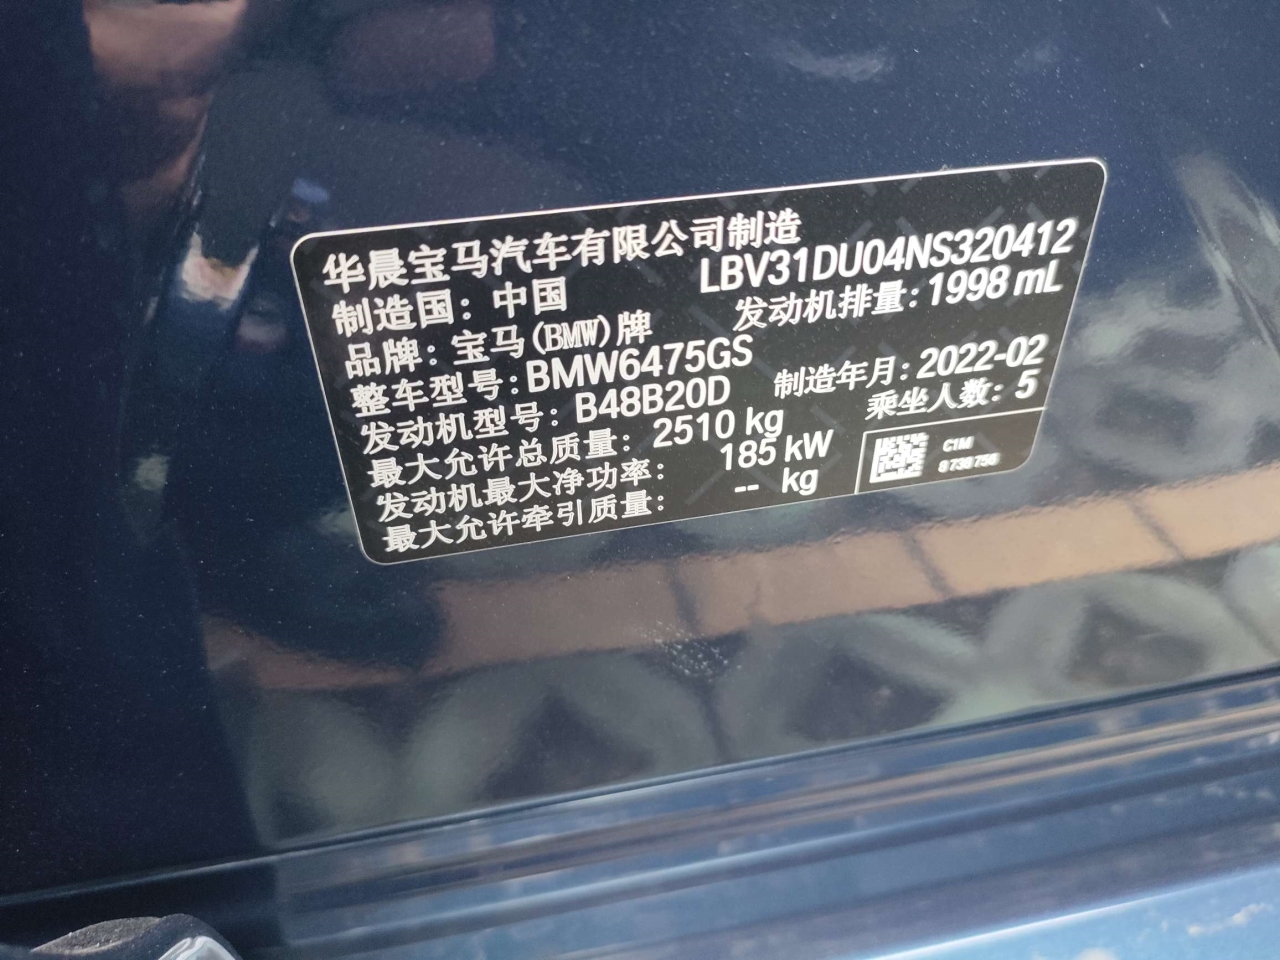 华晨宝马汽车有限公司制造
制造国：中国 LBV31DU04NS320412
品牌：宝马(BMW)牌 发动机排量：1998 mL
整车型号：BMW6475GS
发动机型号：B48B20D 制造年月：2022-02
最大允许总质量：2510 kg 乘坐人数：5
发动机最大净功率：185 kW
最大允许牵引质量：-- kg
C1M
8738756